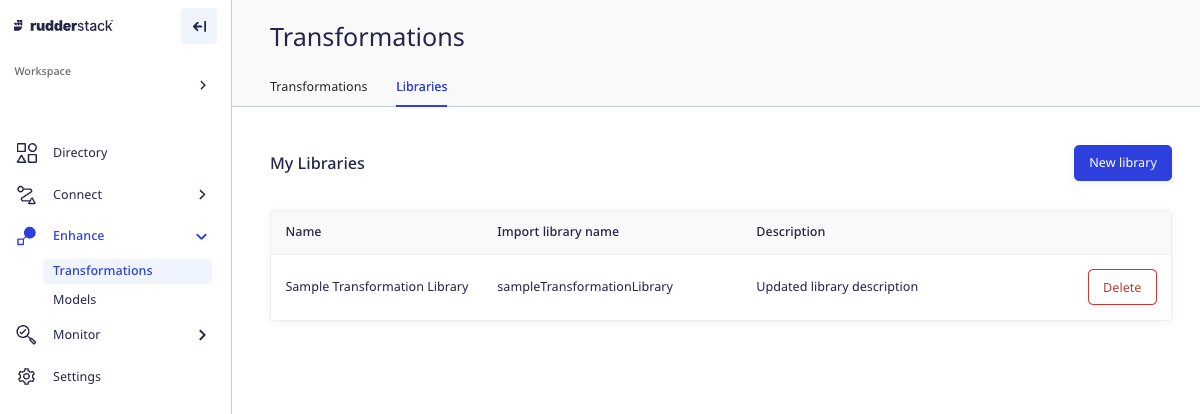 rudderstack
Workspace
Directory
Connect
Enhance
Transformations
Models
Monitor
Settings
Transformations
Transformations Libraries
My Libraries New library
Name Import library name Description
Sample Transformation Library sampleTransformationLibrary Updated library description Delete